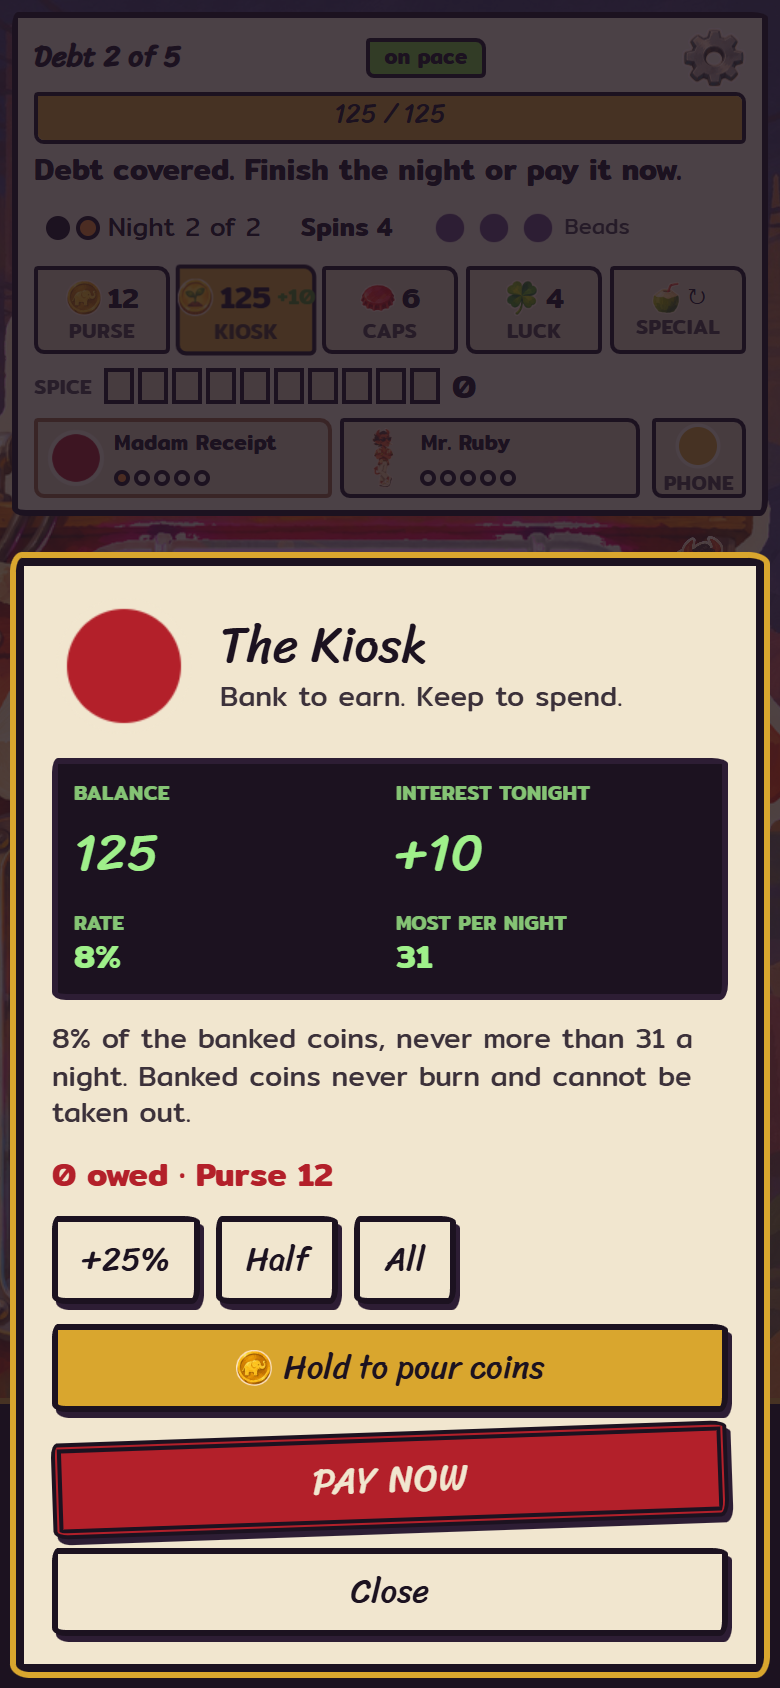 Debt 2 of 5
on pace
125 / 125
Debt covered. Finish the night or pay it now.
Night 2 of 2 Spins 4 Beads
12 125 +10 6 4
PURSE KIOSK CAPS LUCK SPECIAL
SPICE 0
Madam Receipt Mr. Ruby
PHONE
The Kiosk
Bank to earn. Keep to spend.
BALANCE INTEREST TONIGHT
125 +10
RATE MOST PER NIGHT
8% 31
8% of the banked coins, never more than 31 a
night. Banked coins never burn and cannot be
taken out.
0 owed · Purse 12
+25% Half All
Hold to pour coins
PAY NOW
Close